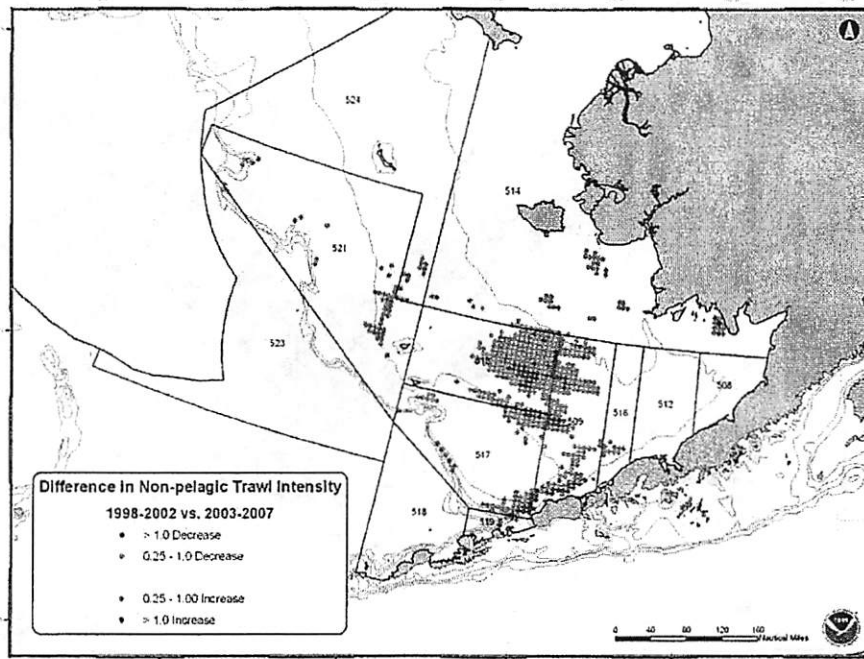 524
514
521
523
516
512
508
509
517
518
519
Difference in Non-pelagic Trawl Intensity
1998-2002 vs. 2003-2007
> 1.0 Decrease
0.25 - 1.0 Decrease
0.25 - 1.00 Increase
> 1.0 Increase
0 40 80 120 160
Nautical Miles